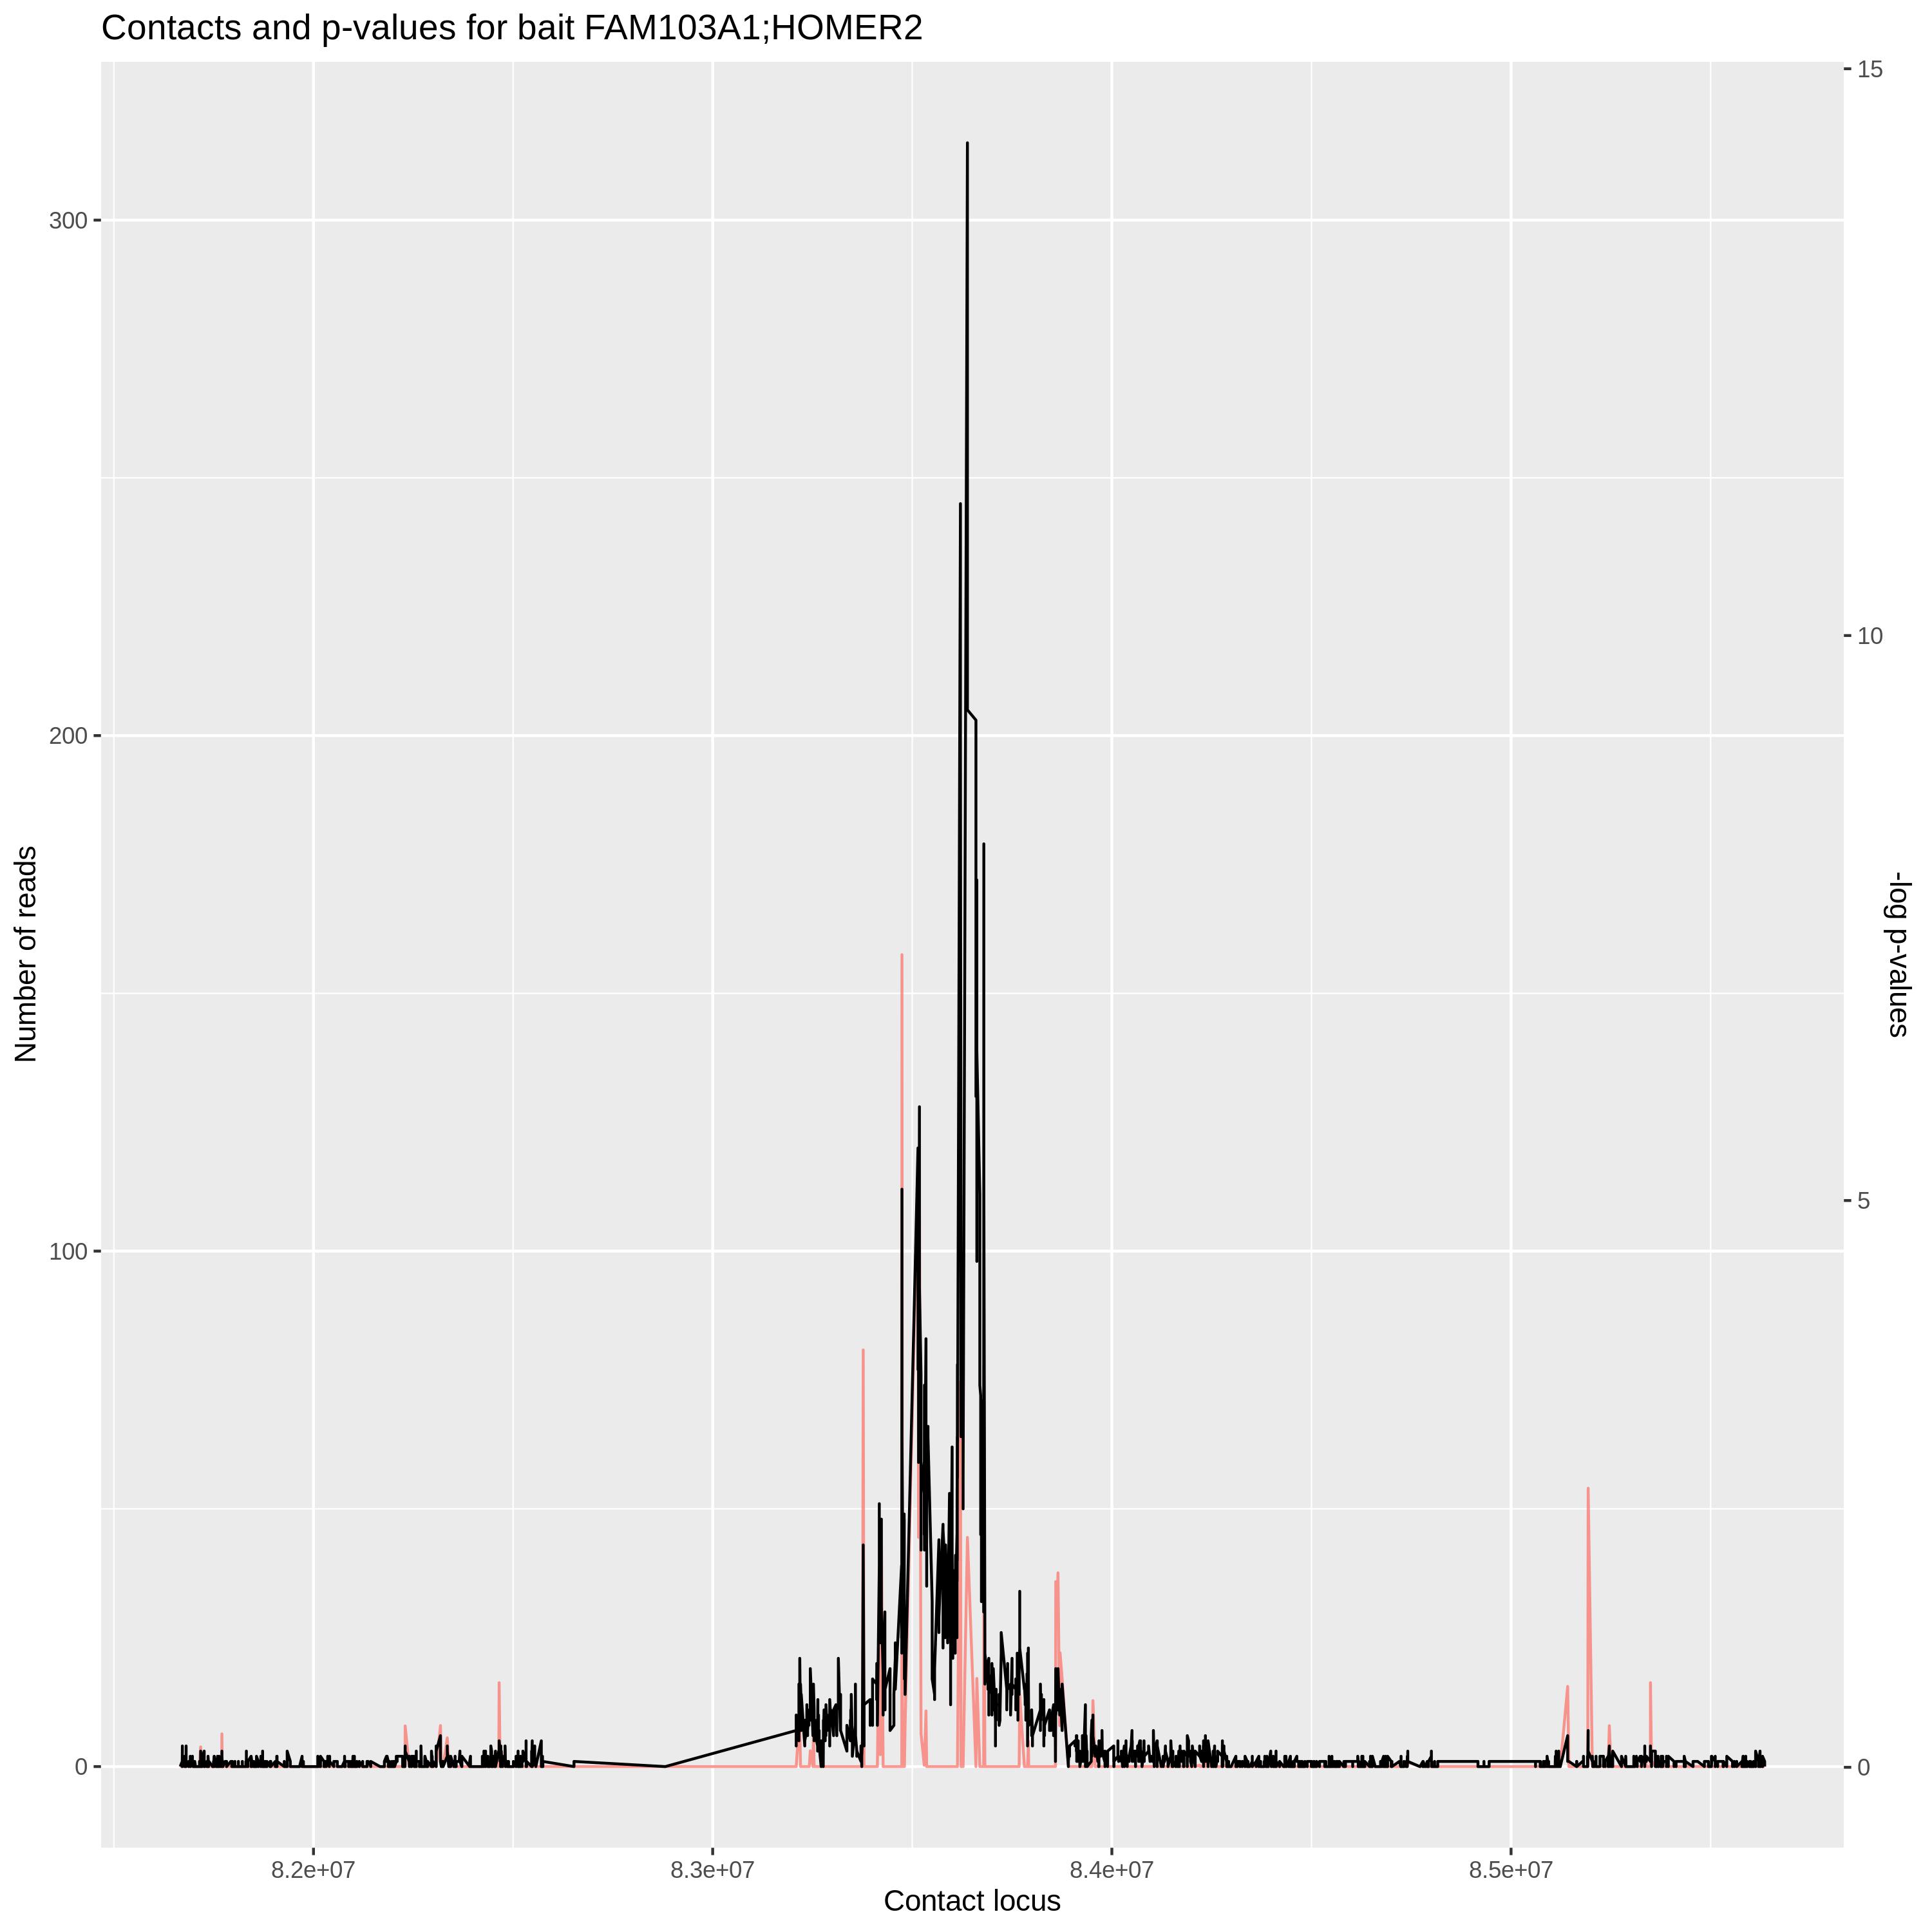 Contacts and p-values for bait FAM103A1;HOMER2
Number of reads
300
200
100
0
15
10
5
0
-log p-values
8.2e+07
8.3e+07
8.4e+07
8.5e+07
Contact locus